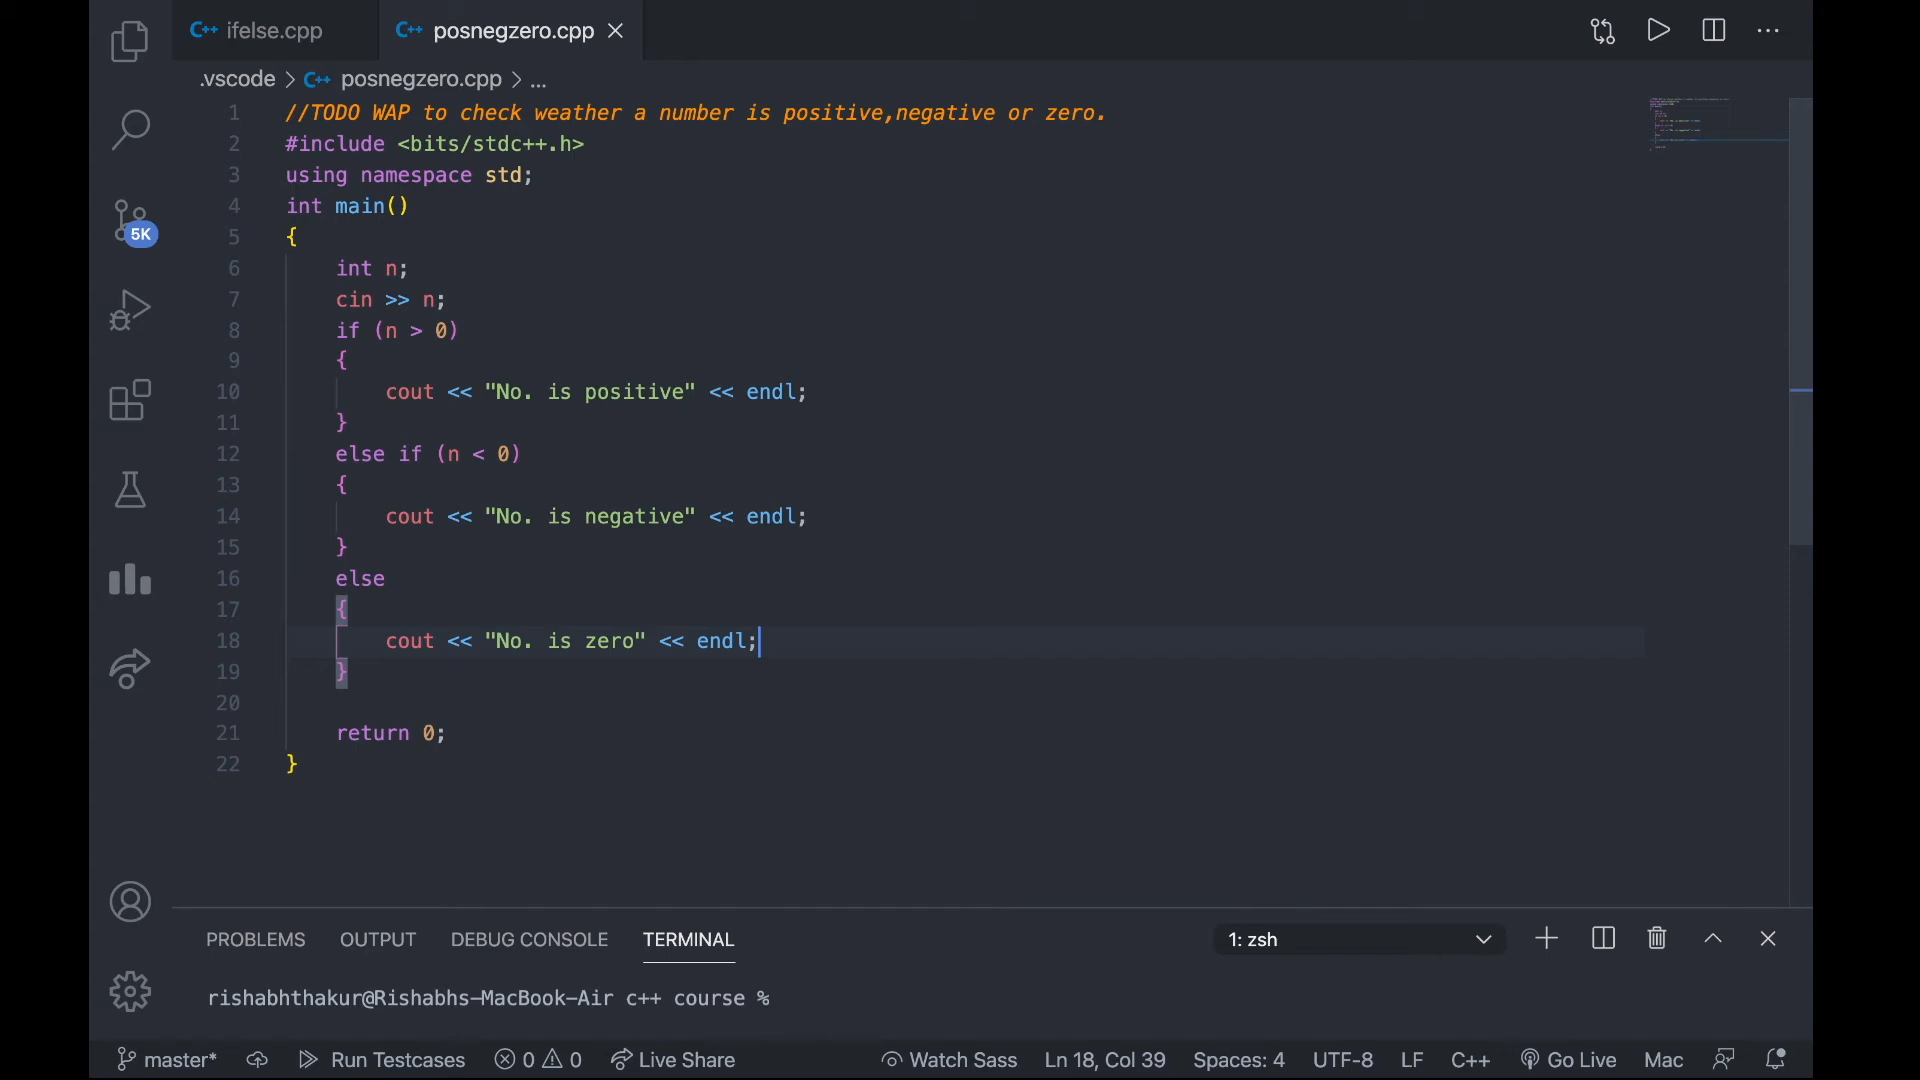 ifelse.cpp posnegzero.cpp
.vscode > posnegzero.cpp > ...
1 //TODO WAP to check weather a number is positive,negative or zero.
2 #include <bits/stdc++.h>
3 using namespace std;
4 int main()
5 {
6 int n;
7 cin >> n;
8 if (n > 0)
9 {
10 cout << "No. is positive" << endl;
11 }
12 else if (n < 0)
13 {
14 cout << "No. is negative" << endl;
15 }
16 else
17 {
18 cout << "No. is zero" << endl;
19 }
20
21 return 0;
22 }
5K
PROBLEMS OUTPUT DEBUG CONSOLE TERMINAL 1: zsh
rishabhthakur@Rishabhs-MacBook-Air c++ course %
master* Run Testcases 0 0 Live Share Watch Sass Ln 18, Col 39 Spaces: 4 UTF-8 LF C++ Go Live Mac